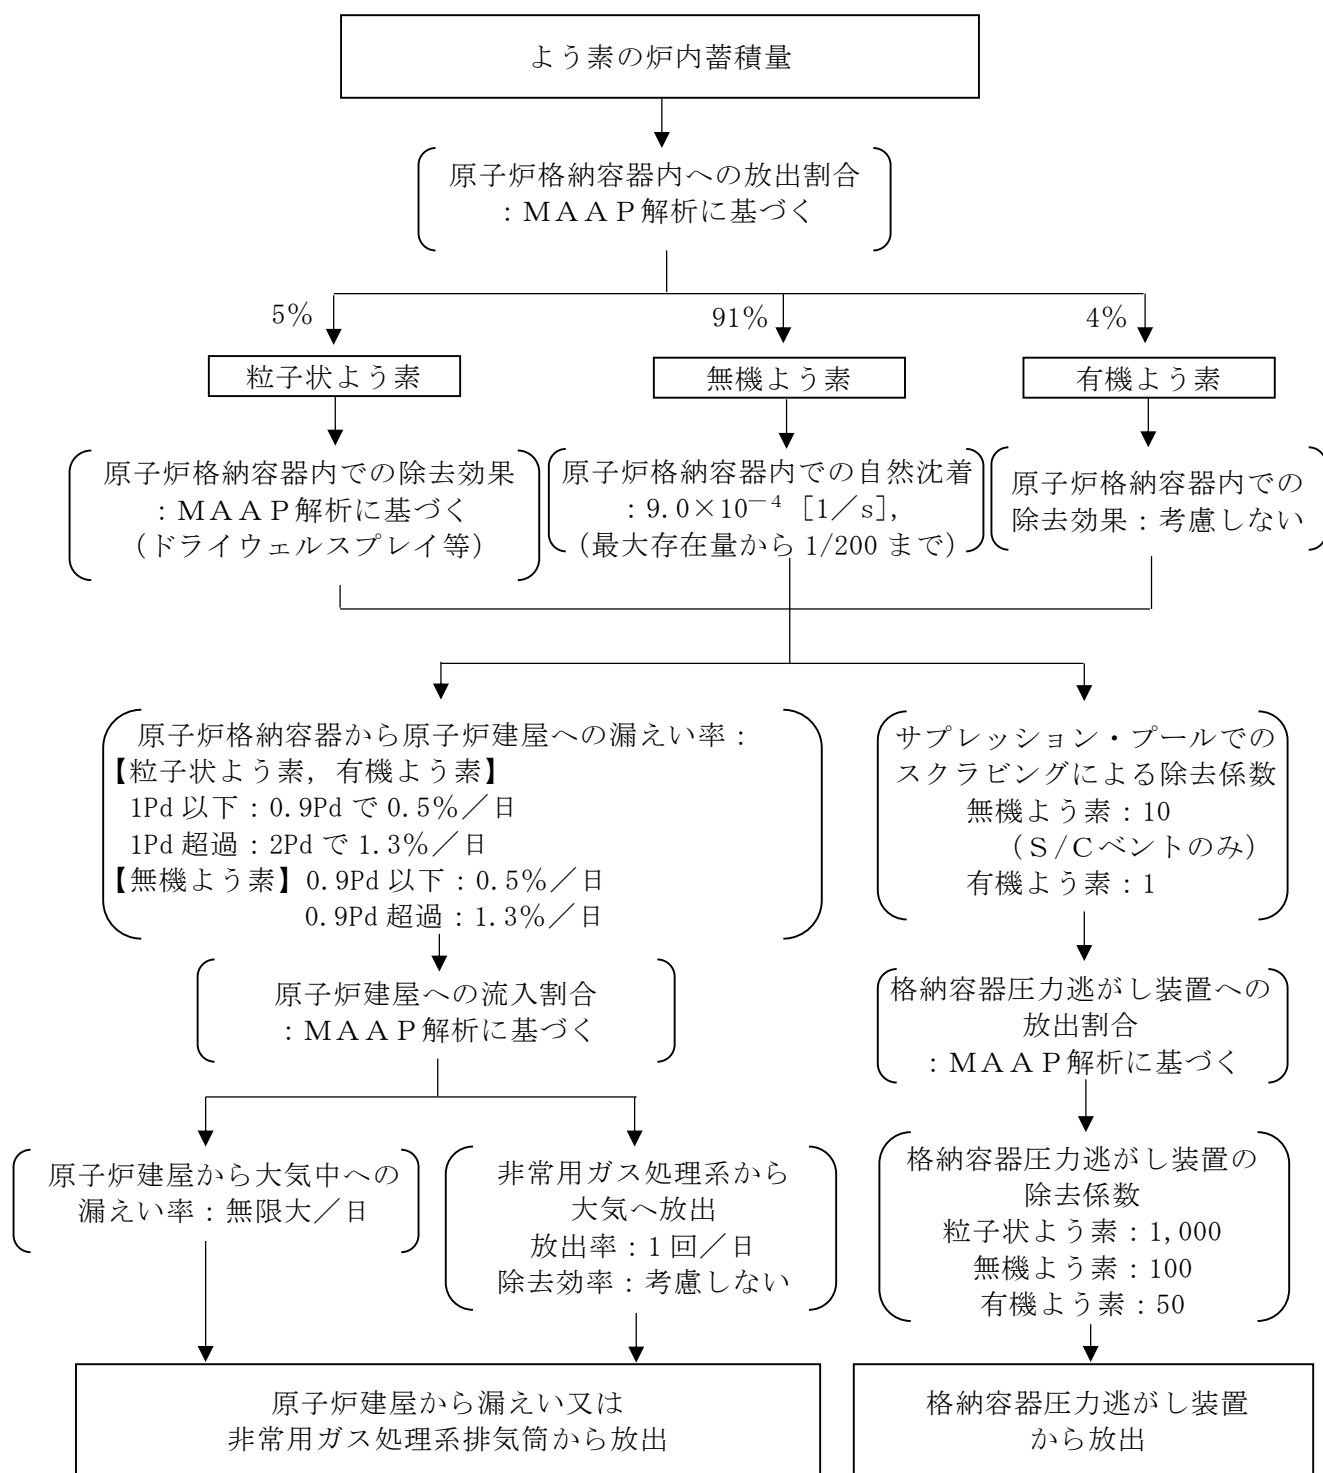 よう素の炉内蓄積量
原子炉格納容器内への放出割合
：ＭＡＡＰ解析に基づく
5%
91%
4%
粒子状よう素
無機よう素
有機よう素
原子炉格納容器内での除去効果
：ＭＡＡＰ解析に基づく
（ドライウェルスプレイ等）
原子炉格納容器内での自然沈着
：9.0×10⁻⁴［1／s］，
（最大存在量から 1/200 まで）
原子炉格納容器内での
除去効果：考慮しない
原子炉格納容器から原子炉建屋への漏えい率：
【粒子状よう素，有機よう素】
1Pd 以下：0.9Pd で 0.5％／日
1Pd 超過：2Pd で 1.3％／日
【無機よう素】0.9Pd 以下：0.5％／日
0.9Pd 超過：1.3％／日
サプレッション・プールでの
スクラビングによる除去係数
無機よう素：10
（Ｓ/Ｃベントのみ）
有機よう素：1
原子炉建屋への流入割合
：ＭＡＡＰ解析に基づく
格納容器圧力逃がし装置への
放出割合
：ＭＡＡＰ解析に基づく
原子炉建屋から大気中への
漏えい率：無限大／日
非常用ガス処理系から
大気へ放出
放出率：1 回／日
除去効率：考慮しない
格納容器圧力逃がし装置の
除去係数
粒子状よう素：1,000
無機よう素：100
有機よう素：50
原子炉建屋から漏えい又は
非常用ガス処理系排気筒から放出
格納容器圧力逃がし装置
から放出